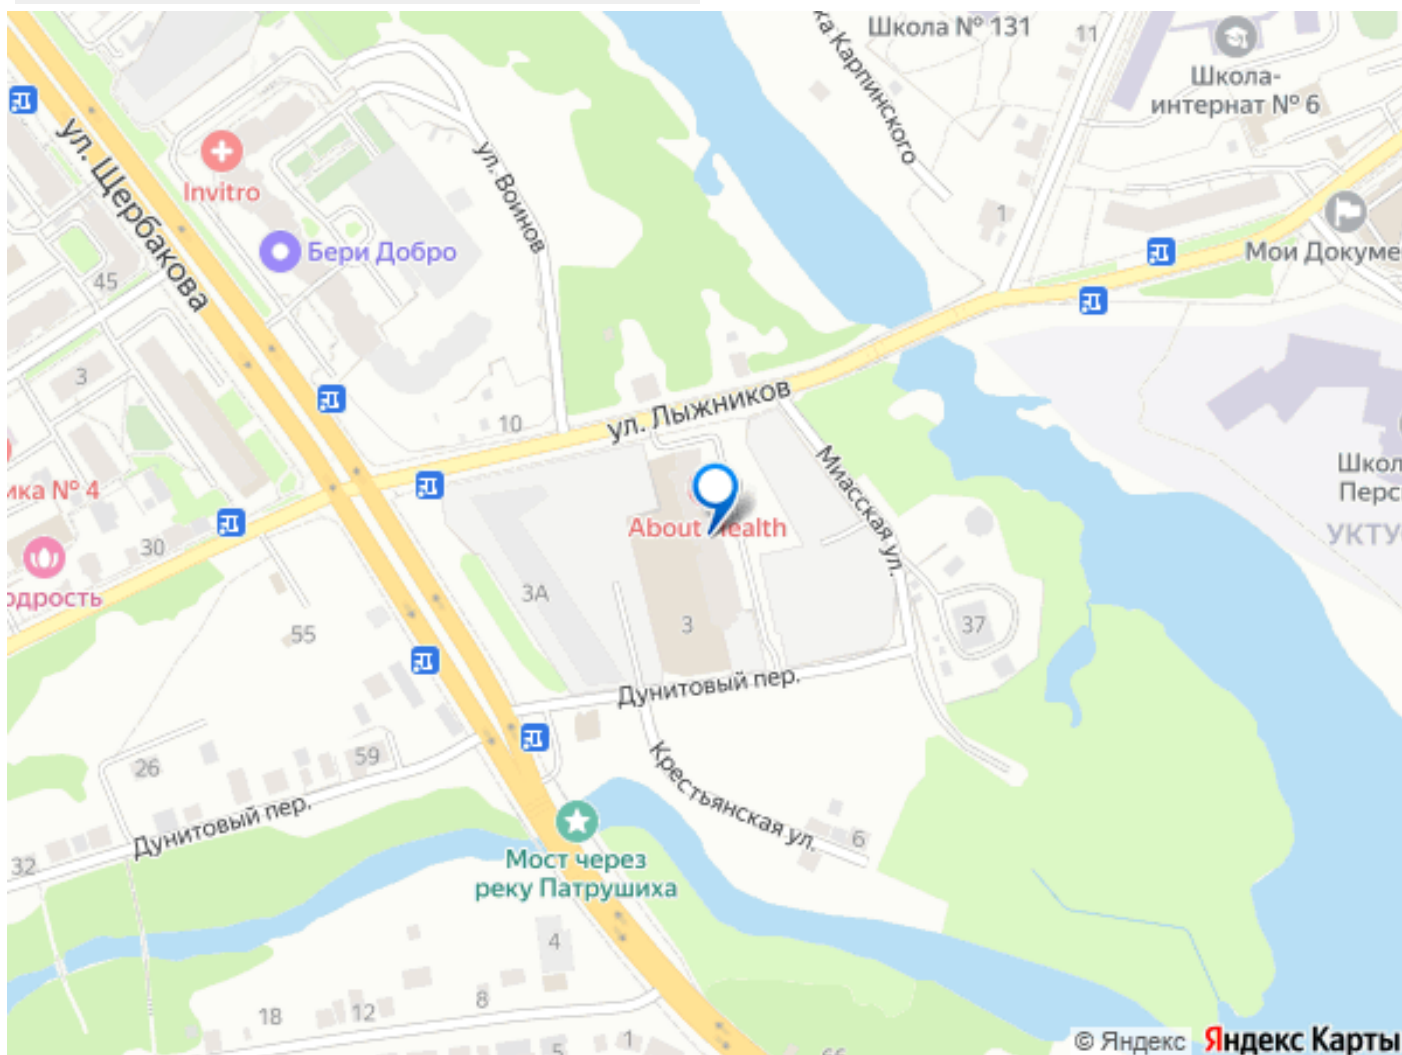 Школа № 131
11
ка Карпинского
Школа-
интернат № 6
ул. Щербакова
Invitro
ул. Воинов
1
Мои Докуме
Бери Добро
45
3
10
ул. Лыжников
Миасская ул.
Школ
Перс
УКТУ
ика № 4
About Health
30
одрость
3А
3
37
55
Дунитовый пер.
26
59
Крестьянская ул.
Дунитовый пер.
32
6
Мост через
реку Патрушиха
4
8
18
12
5
1
66
© Яндекс Яндекс Карты